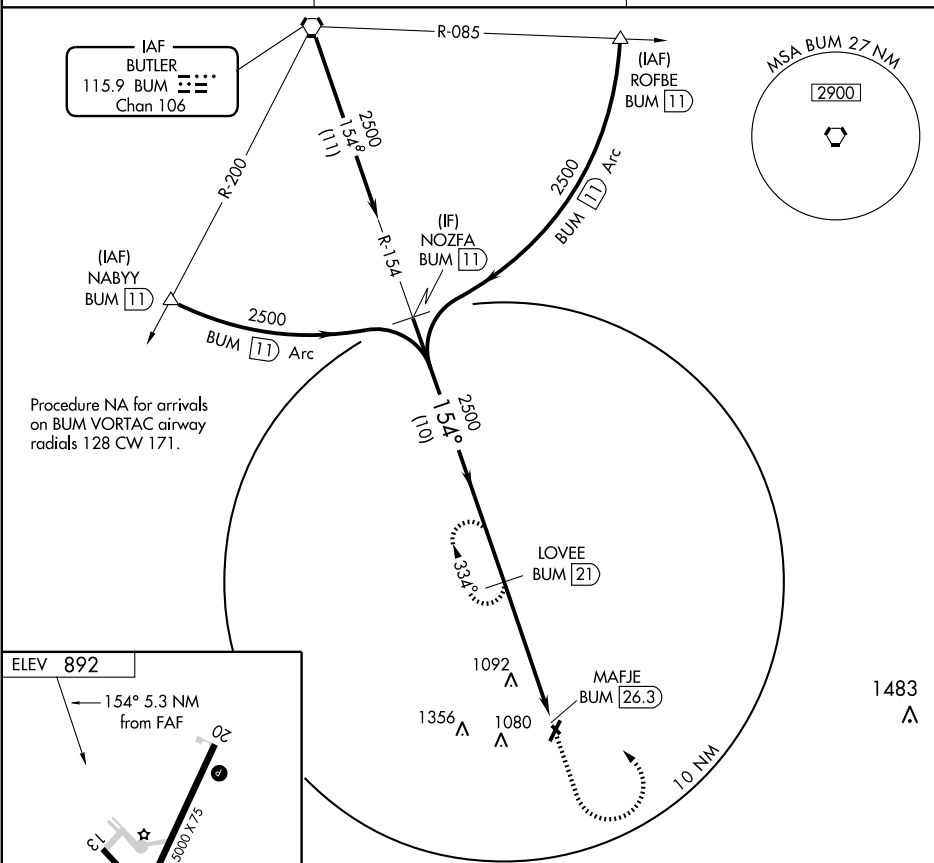 IAF
BUTLER
115.9 BUM
Chan 106
R-085
(IAF)
ROFBE
BUM 11
MSA BUM 27 NM
2900
2500
154°
(11)
R-200
R-154
2500
BUM 11 Arc
(IF)
NOZFA
BUM 11
(IAF)
NABYY
BUM 11
2500
BUM 11 Arc
Procedure NA for arrivals
on BUM VORTAC airway
radials 128 CW 171.
2500
154°
(10)
334°
LOVEE
BUM 21
1092
MAFJE
BUM 26.3
1356
1080
1483
10 NM
ELEV 892
154° 5.3 NM
from FAF
20
P
13
5000 X 75